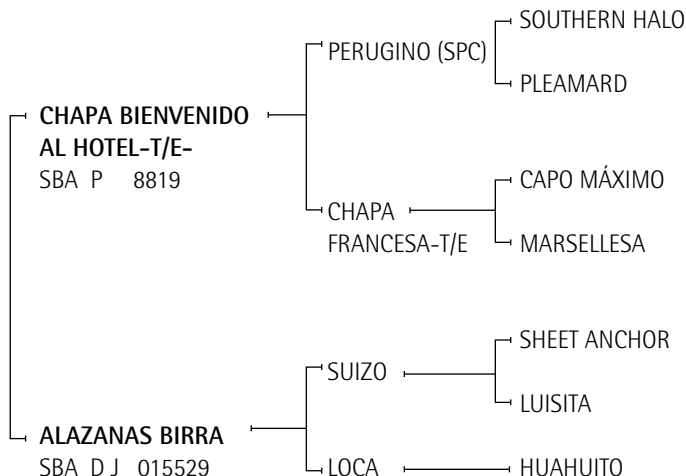 SOUTHERN HALO
PERUGINO (SPC)
PLEAMARD
CHAPA BIENVENIDO
AL HOTEL-T/E-
SBA P 8819
CAPO MÁXIMO
CHAPA
FRANCESA-T/E
MARSELLESA
SHEET ANCHOR
SUIZO
LUISITA
ALAZANAS BIRRA
SBA D J 015529
LOCA
HUAHUITO